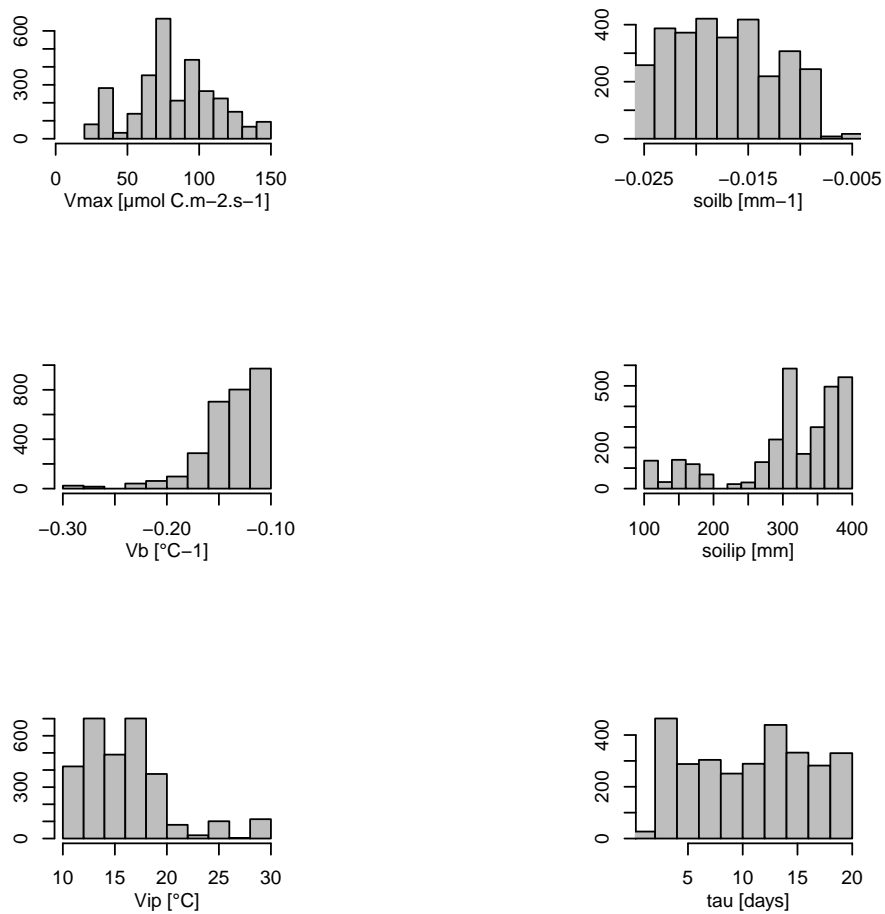 0 300 600
0 50 100 150
Vmax [µmol C.m−2.s−1]
0 200 400
−0.025 −0.015 −0.005
soilb [mm−1]
0 400 800
−0.30 −0.20 −0.10
Vb [°C−1]
0 200 500
100 200 300 400
soilip [mm]
0 300 600
10 15 20 25 30
Vip [°C]
0 200 400
5 10 15 20
tau [days]